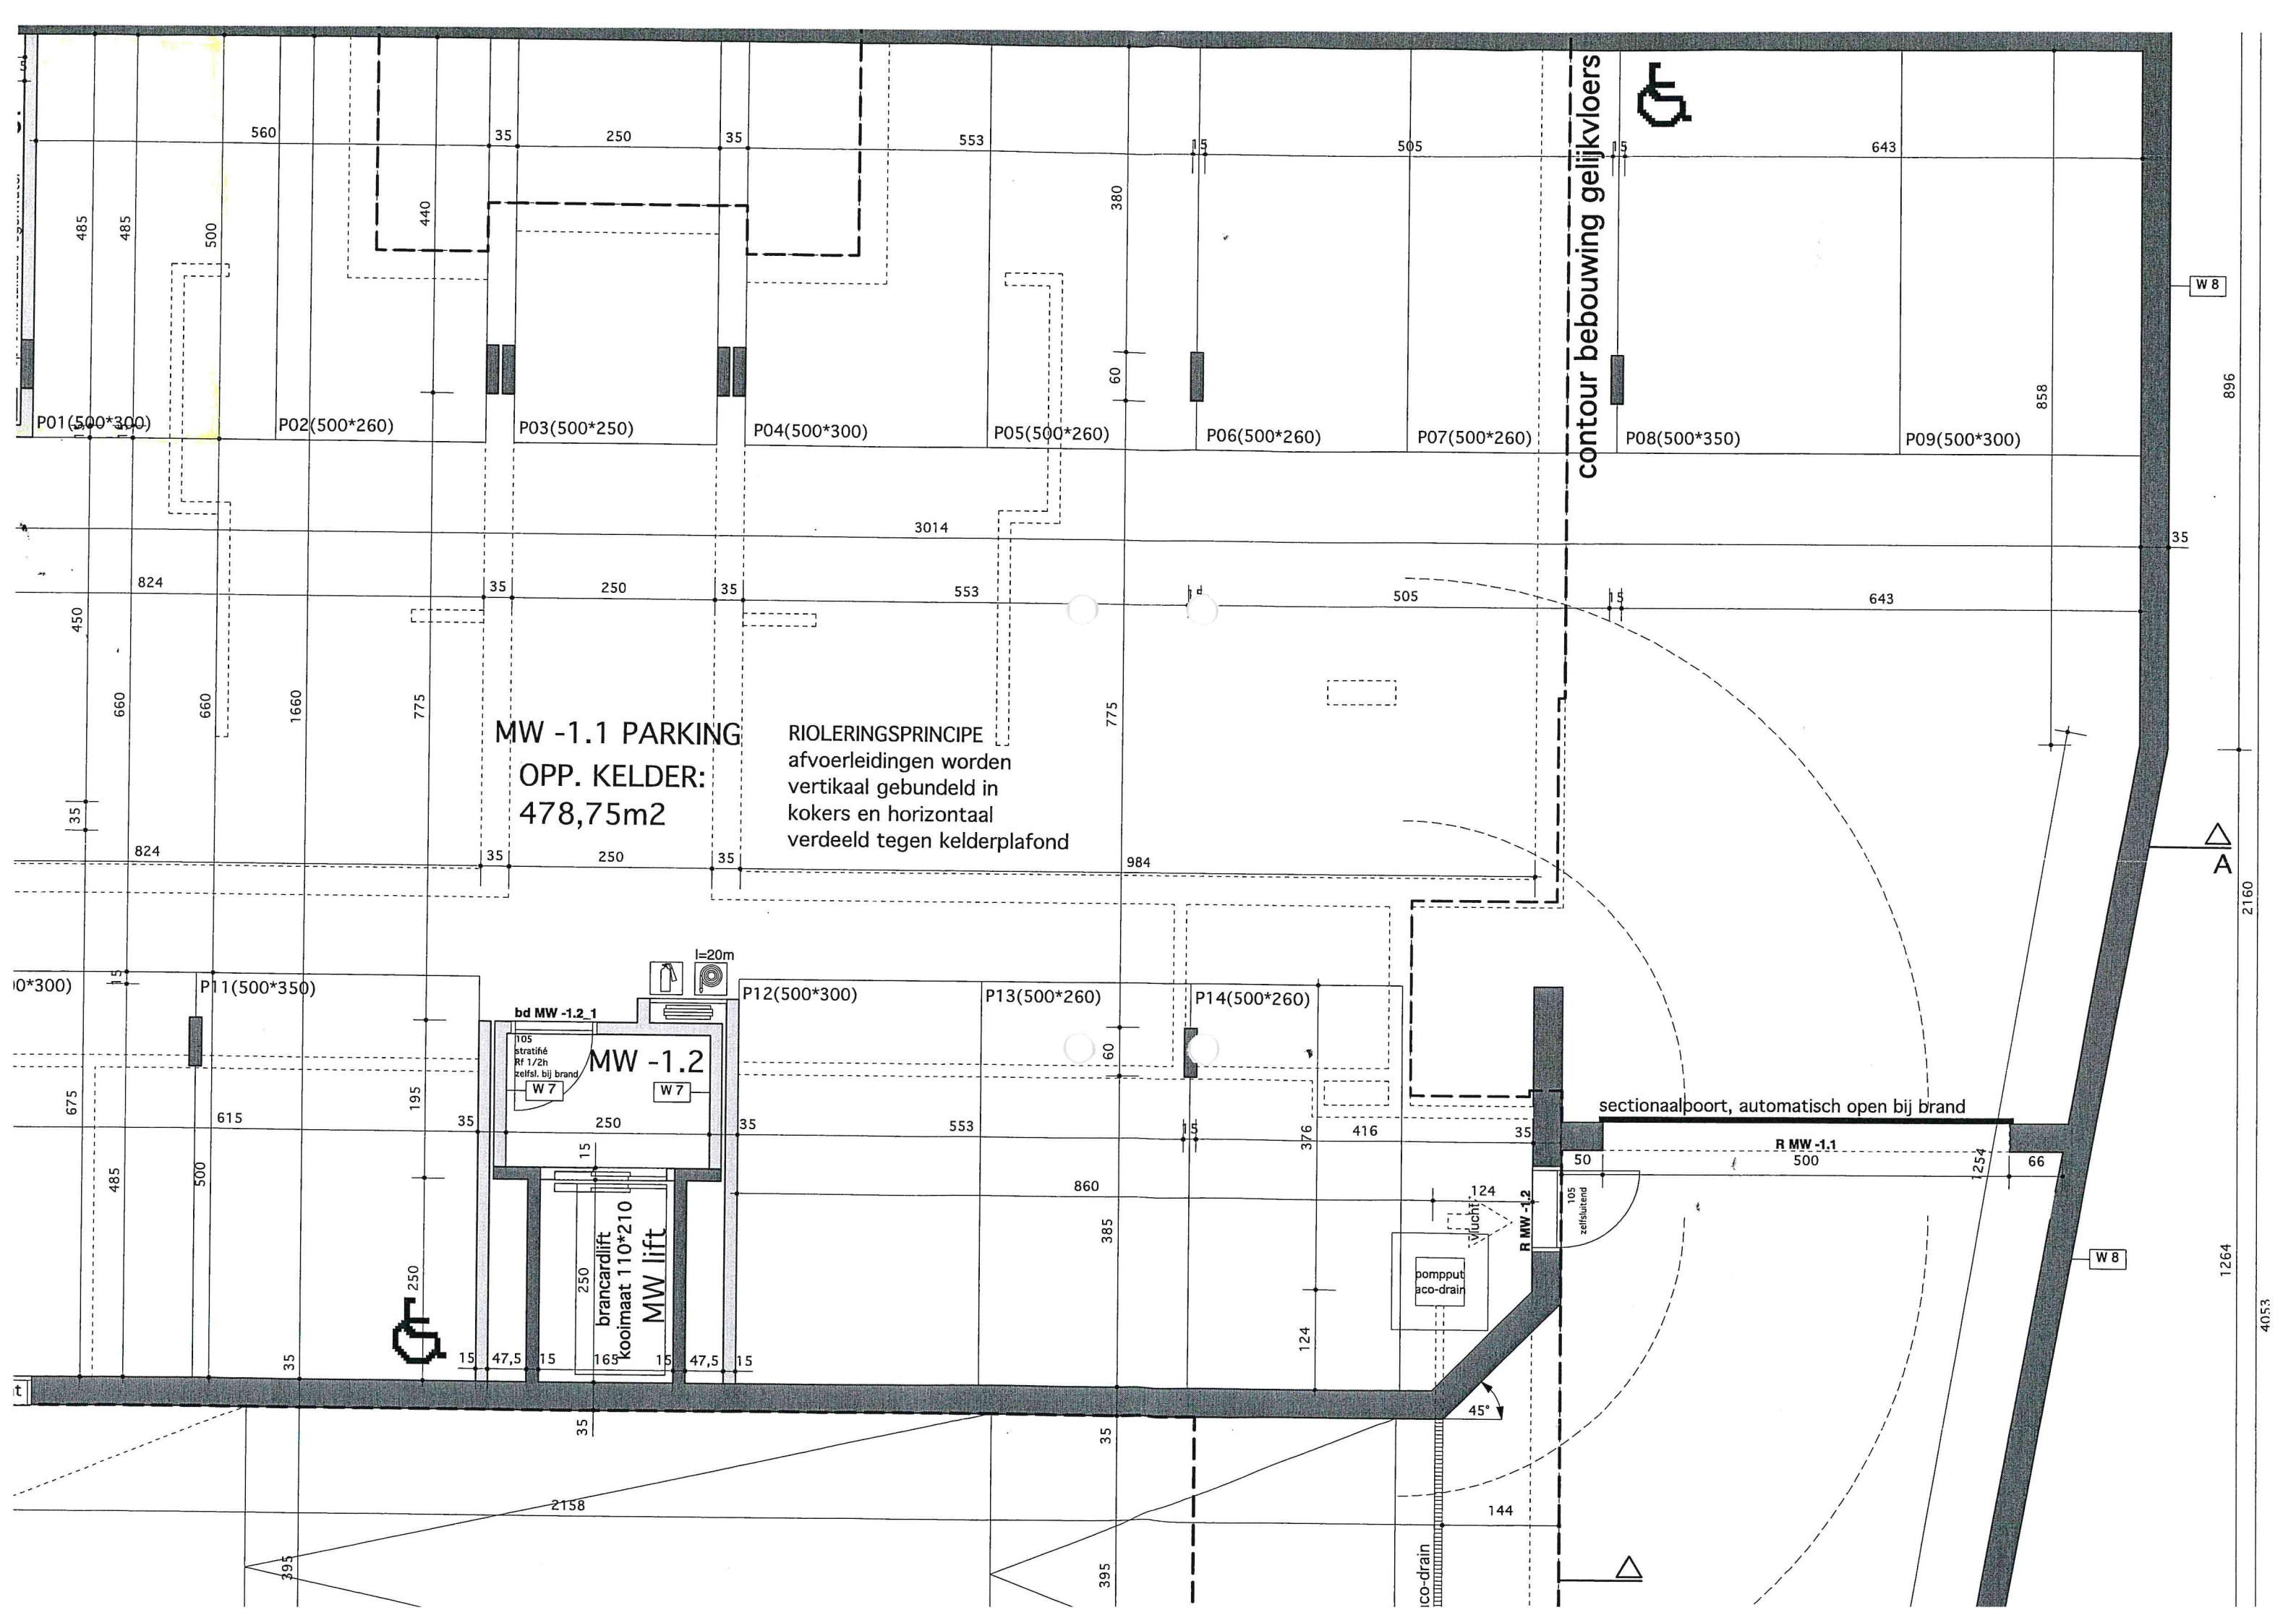 560
35
250
35
553
15
505
15
643
485
485
500
440
380
60
858
896
contour bebouwing gelijkvloers
W 8
P01(500*300)
P02(500*260)
P03(500*250)
P04(500*300)
P05(500*260)
P06(500*260)
P07(500*260)
P08(500*350)
P09(500*300)
3014
35
824
35
250
35
553
505
15
643
450
660
660
1660
775
775
MW -1.1 PARKING
OPP. KELDER:
478,75m2
RIOLERINGSPRINCIPE
afvoerleidingen worden
vertikaal gebundeld in
kokers en horizontaal
verdeeld tegen kelderplafond
35
824
35
250
35
984
A
2160
l=20m
0*300)
15
P11(500*350)
P12(500*300)
P13(500*260)
P14(500*260)
bd MW -1.2_1
105
stratifié
Rf 1/2h
zelfsl. bij brand
MW -1.2
W 7
W 7
60
675
195
615
35
250
35
553
15
376
416
35
sectionaalpoort, automatisch open bij brand
R MW -1.1
50
500
1254
66
15
485
500
860
124
vlucht
R MW -1.2
105
zelfsluitend
385
250
250
brancardlift
kooimaat 110*210
MW lift
pompput
aco-drain
W 8
1264
4053
124
35
15
47,5
15
165
15
47,5
15
45°
35
35
2158
144
395
395
aco-drain